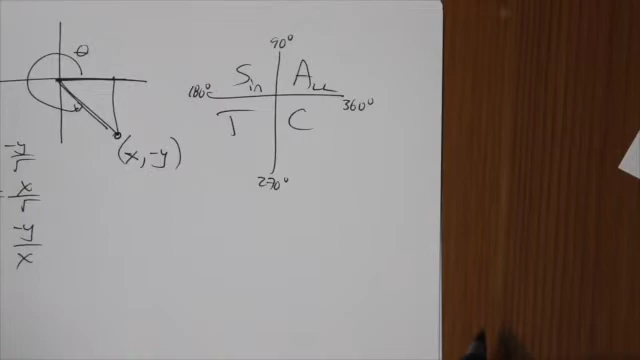 θ
(x, -y)
-y/r
= x/r
-y/x
90°
Sin All
180° 360°
T C
270°